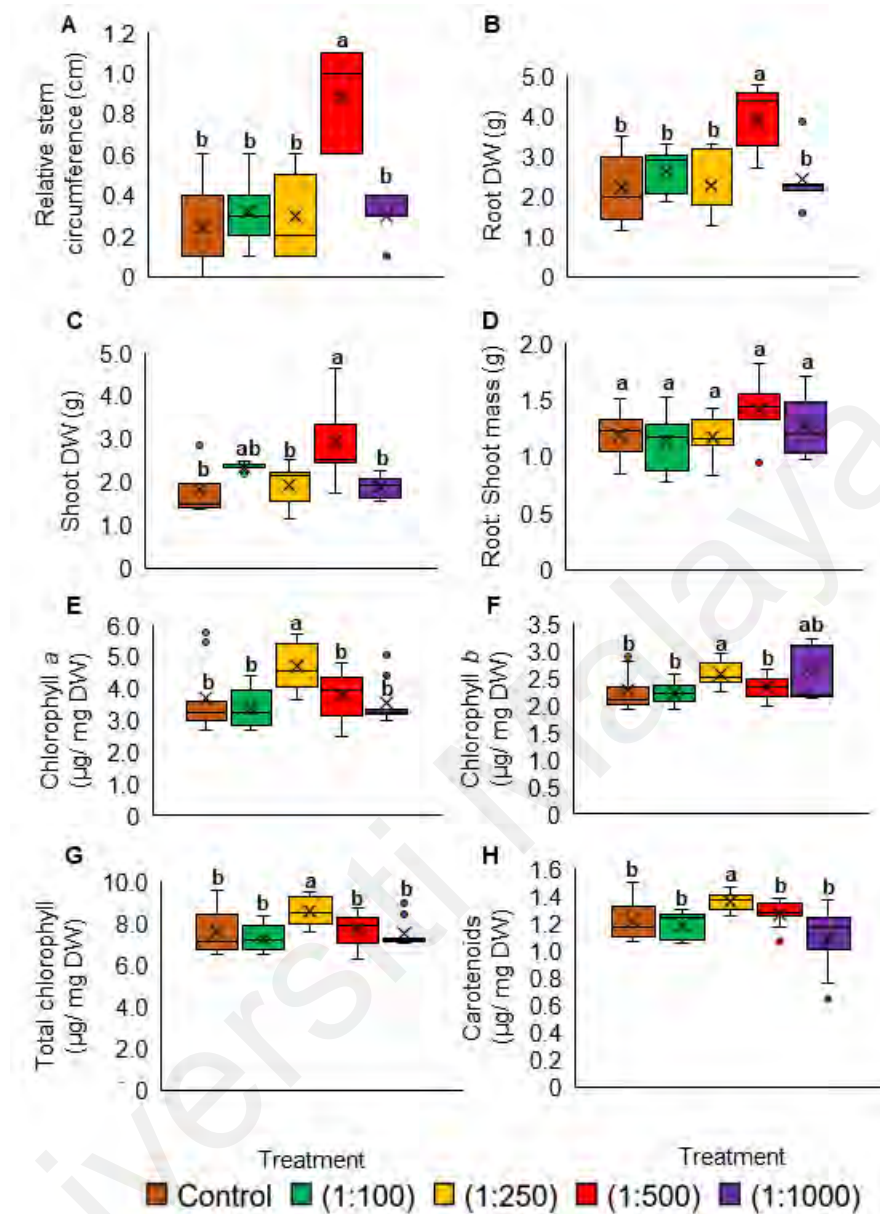 A
Relative stem
circumference (cm)
1.2
1.0
0.8
0.6
0.4
0.2
0
b
b
b
a
b
B
Root DW (g)
5.0
4.0
3.0
2.0
1.0
0
b
b
b
a
b
C
Shoot DW (g)
5.0
4.0
3.0
2.0
1.0
0
b
ab
b
a
b
D
Root: Shoot mass (g)
2.0
1.5
1.0
0.5
0
a
a
a
a
a
E
Chlorophyll a
(µg/ mg DW)
6.0
5.0
4.0
3.0
2.0
1.0
0.0
b
b
a
b
b
F
Chlorophyll b
(µg/ mg DW)
3.5
3.0
2.5
2.0
1.5
1.0
0.5
0
b
b
a
b
ab
G
Total chlorophyll
(µg/ mg DW)
10.0
8.0
6.0
4.0
2.0
0
b
b
a
b
b
H
Carotenoids
(µg/ mg DW)
1.6
1.4
1.2
1.0
0.8
0.6
0.4
0.2
0
b
b
a
b
b
Treatment
Treatment
Control (1:100) (1:250) (1:500) (1:1000)
versiti Malaya